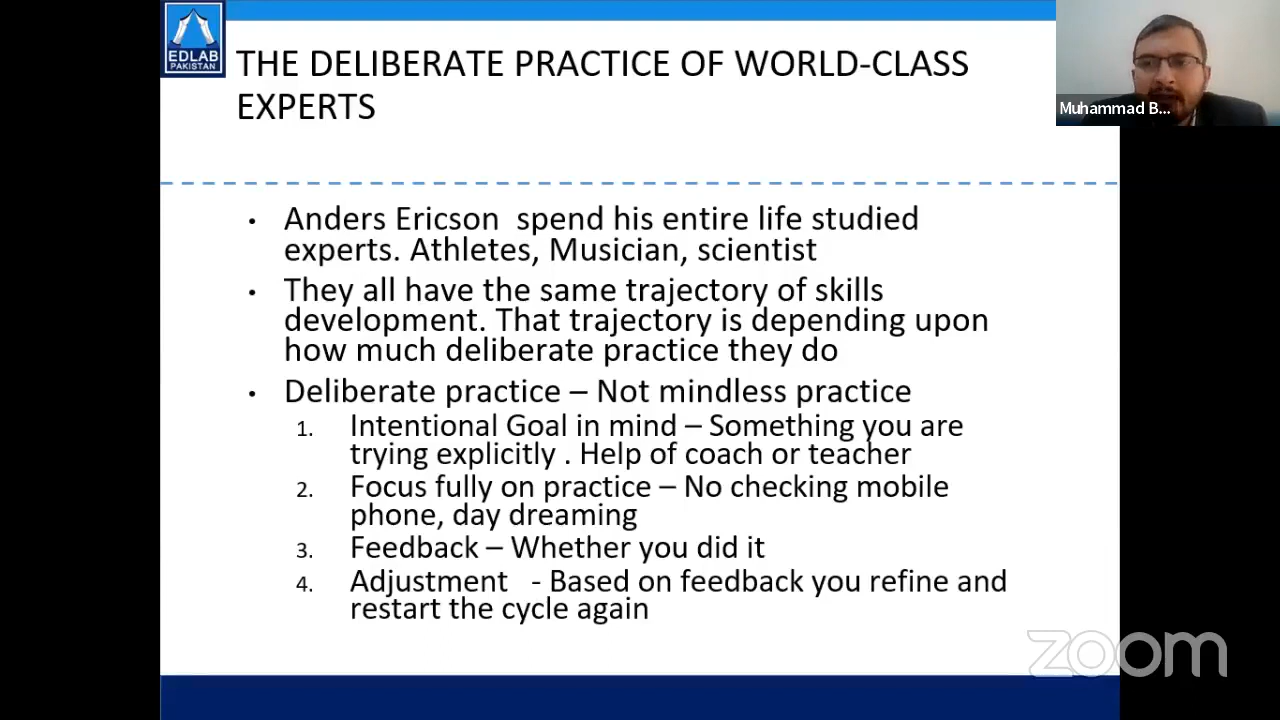 EDLAB
PAKISTAN
THE DELIBERATE PRACTICE OF WORLD-CLASS
EXPERTS
Muhammad B...
• Anders Ericson  spend his entire life studied
experts. Athletes, Musician, scientist
• They all have the same trajectory of skills
development. That trajectory is depending upon
how much deliberate practice they do
• Deliberate practice – Not mindless practice
1. Intentional Goal in mind – Something you are
trying explicitly . Help of coach or teacher
2. Focus fully on practice – No checking mobile
phone, day dreaming
3. Feedback – Whether you did it
4. Adjustment   - Based on feedback you refine and
restart the cycle again
zoom